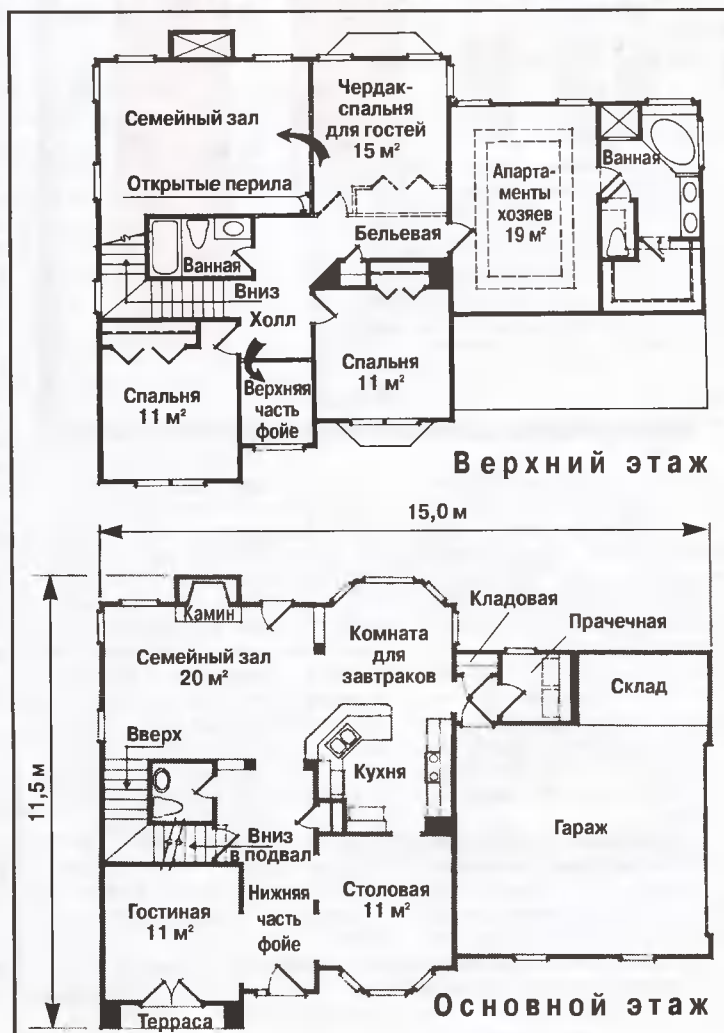 Семейный зал
Чердак-
спальня
для гостей
15 м²
Открытые перила
Апарта-
менты
хозяев
19 м²
Ванная
Бельевая
Ванная
Вниз
Холл
Спальня
11 м²
Верхняя
часть
фойе
Спальня
11 м²
Верхний этаж
15,0 м
11,5 м
Камин
Семейный зал
20 м²
Комната
для
завтраков
Кладовая
Прачечная
Склад
Вверх
Кухня
Гараж
Вниз
в подвал
Гостиная
11 м²
Нижняя
часть
фойе
Столовая
11 м²
Терраса
Основной этаж